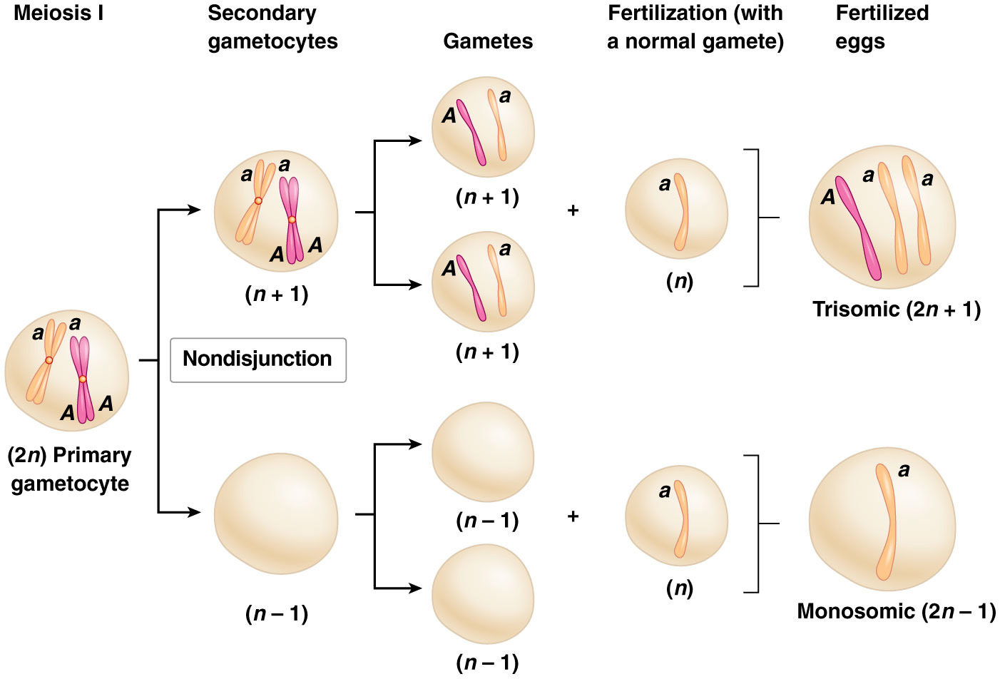 Meiosis I
Secondary
gametocytes
Gametes
Fertilization (with
a normal gamete)
Fertilized
eggs
a a
A A
(2n) Primary
gametocyte
Nondisjunction
a a
A A
(n + 1)
(n – 1)
A a
(n + 1)
A a
(n + 1)
(n – 1)
(n – 1)
+
a
(n)
+
a
(n)
A a a
Trisomic (2n + 1)
a
Monosomic (2n – 1)